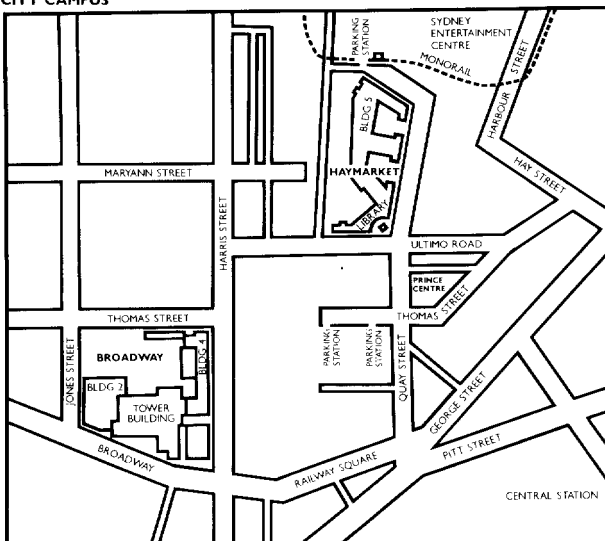 CITY CAMPUS
PARKING
STATION
SYDNEY
ENTERTAINMENT
CENTRE
MONORAIL
HARBOUR STREET
BLDG 5
HAY STREET
MARYANN STREET
HAYMARKET
LIBRARY
HARRIS STREET
ULTIMO ROAD
PRINCE
CENTRE
THOMAS STREET
THOMAS STREET
PARKING
STATION
PARKING
STATION
QUAY STREET
JONES STREET
BROADWAY
BLDG 4
BLDG 2
TOWER
BUILDING
GEORGE STREET
BROADWAY
RAILWAY SQUARE
PITT STREET
CENTRAL STATION